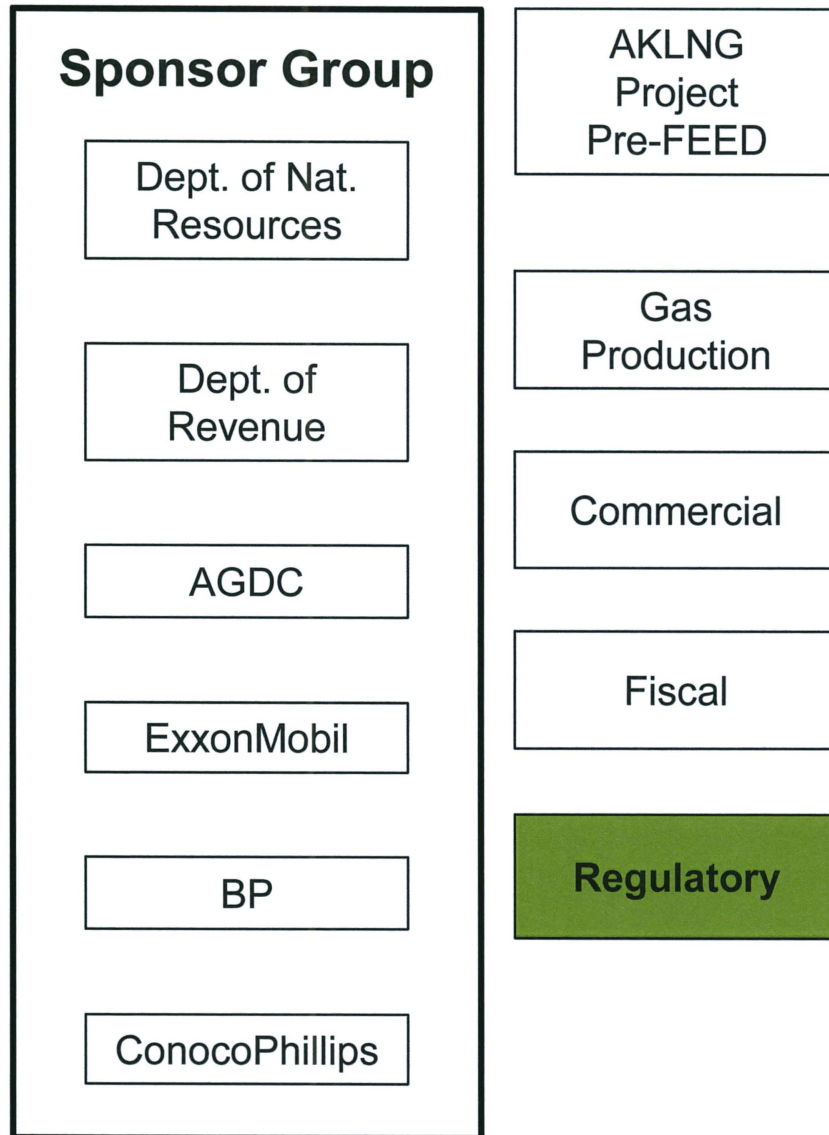 Sponsor Group
Dept. of Nat.
Resources
Dept. of
Revenue
AGDC
ExxonMobil
BP
ConocoPhillips
AKLNG
Project
Pre-FEED
Gas
Production
Commercial
Fiscal
Regulatory